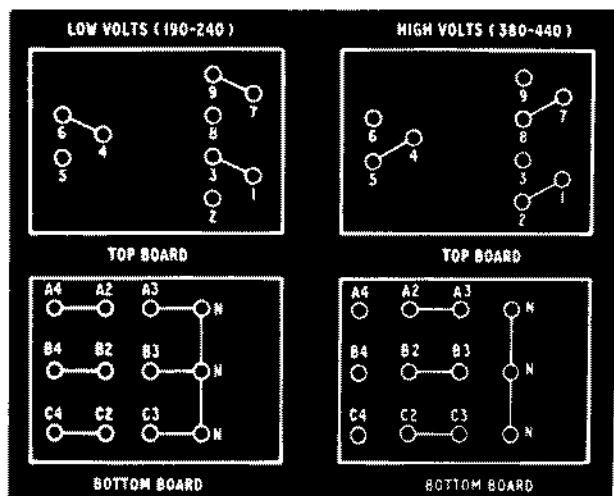 LOW VOLTS (190-240)
9
7
6
4
8
5
3
1
2
TOP BOARD
A4 A2 A3 N
B4 B2 B3 N
C4 C2 C3 N
BOTTOM BOARD
HIGH VOLTS (380-440)
9
7
6
8
4
5
3
1
2
TOP BOARD
A4 A2 A3 N
B4 B2 B3 N
C4 C2 C3 N
BOTTOM BOARD